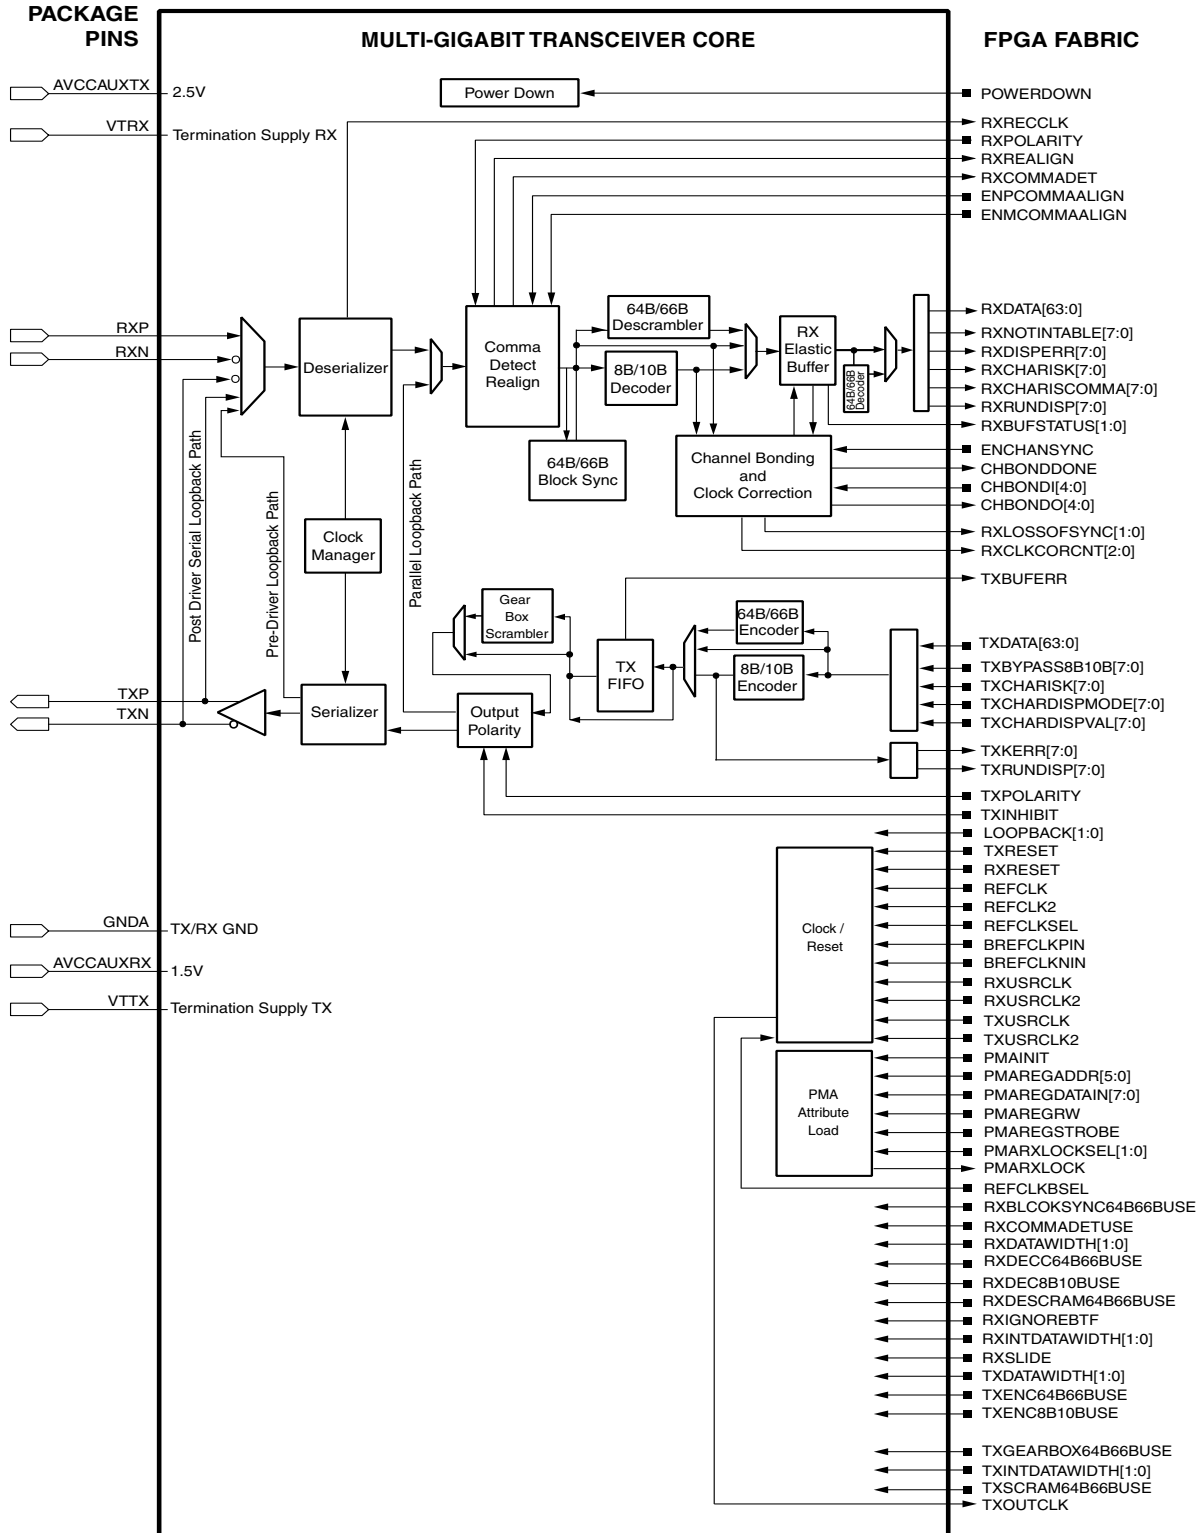 PACKAGE
PINS
MULTI-GIGABIT TRANSCEIVER CORE
FPGA FABRIC
AVCCAUXTX
2.5V
VTRX
Termination Supply RX
Power Down
POWERDOWN
RXRECCLK
RXPOLARITY
RXREALIGN
RXCOMMADET
ENPCOMMAALIGN
ENMCOMMAALIGN
RXP
RXN
Deserializer
Comma
Detect
Realign
64B/66B
Descrambler
8B/10B
Decoder
64B/66B
Block Sync
RX
Elastic
Buffer
64B/66B
Decoder
Channel Bonding
and
Clock Correction
RXDATA[63:0]
RXNOTINTABLE[7:0]
RXDISPERR[7:0]
RXCHARISK[7:0]
RXCHARISCOMMA[7:0]
RXRUNDISP[7:0]
RXBUFSTATUS[1:0]
ENCHANSYNC
CHBONDDONE
CHBONDI[4:0]
CHBONDO[4:0]
RXLOSSOFSYNC[1:0]
RXCLKCORCNT[2:0]
Post Driver Serial Loopback Path
Pre-Driver Loopback Path
Clock
Manager
Parallel Loopback Path
TXBUFERR
Gear
Box
Scrambler
TX
FIFO
64B/66B
Encoder
8B/10B
Encoder
TXDATA[63:0]
TXBYPASS8B10B[7:0]
TXCHARISK[7:0]
TXCHARDISPMODE[7:0]
TXCHARDISPVAL[7:0]
TXP
TXN
Serializer
Output
Polarity
TXKERR[7:0]
TXRUNDISP[7:0]
TXPOLARITY
TXINHIBIT
LOOPBACK[1:0]
TXRESET
RXRESET
REFCLK
REFCLK2
REFCLKSEL
BREFCLKPIN
BREFCLKNIN
RXUSRCLK
RXUSRCLK2
TXUSRCLK
TXUSRCLK2
Clock /
Reset
GNDA
TX/RX GND
AVCCAUXRX
1.5V
VTTX
Termination Supply TX
PMA
Attribute
Load
PMAINIT
PMAREGADDR[5:0]
PMAREGDATAIN[7:0]
PMAREGRW
PMAREGSTROBE
PMARXLOCKSEL[1:0]
PMARXLOCK
REFCLKBSEL
RXBLCOKSYNC64B66BUSE
RXCOMMADETUSE
RXDATAWIDTH[1:0]
RXDECC64B66BUSE
RXDEC8B10BUSE
RXDESCRAM64B66BUSE
RXIGNOREBTF
RXINTDATAWIDTH[1:0]
RXSLIDE
TXDATAWIDTH[1:0]
TXENC64B66BUSE
TXENC8B10BUSE
TXGEARBOX64B66BUSE
TXINTDATAWIDTH[1:0]
TXSCRAM64B66BUSE
TXOUTCLK